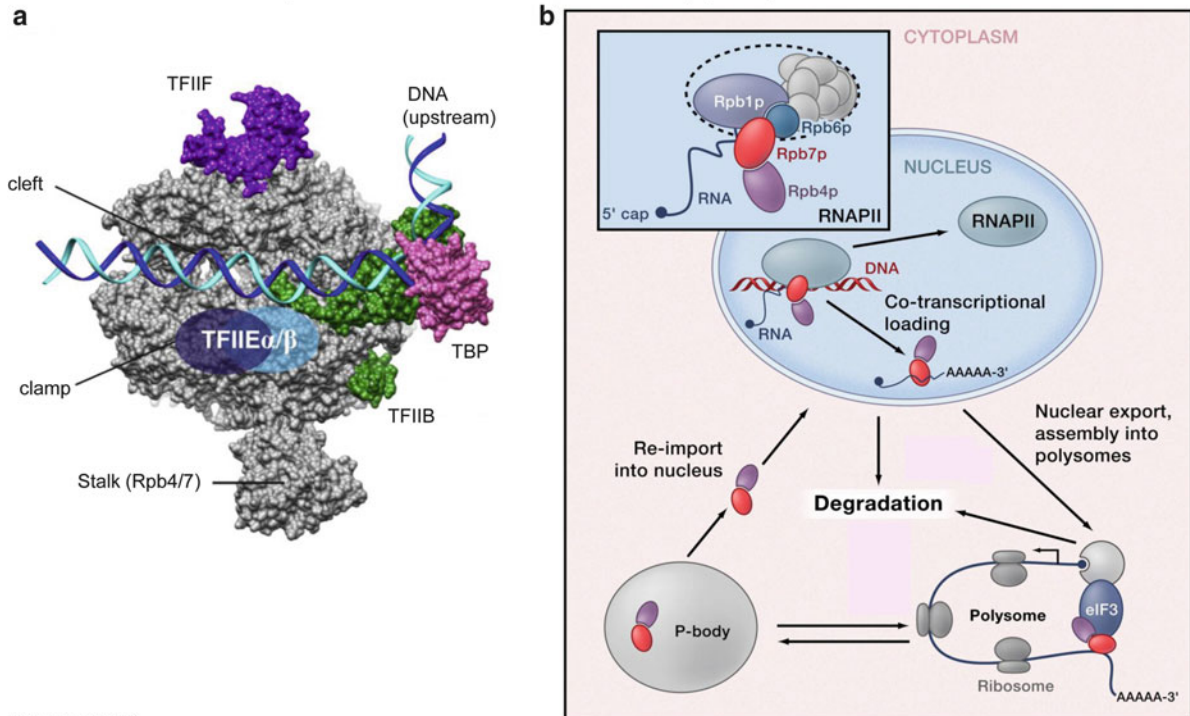 a
TFIIF
DNA
(upstream)
cleft
TFIIEα/β
TBP
clamp
TFIIB
Stalk (Rpb4/7)
b
CYTOPLASM
Rpb1p
Rpb6p
Rpb7p
Rpb4p
RNA
5' cap
RNAPII
NUCLEUS
RNAPII
DNA
RNA
Co-transcriptional
loading
AAAAA-3'
Nuclear export,
assembly into
polysomes
Re-import
into nucleus
Degradation
P-body
Polysome
eIF3
Ribosome
AAAAA-3'